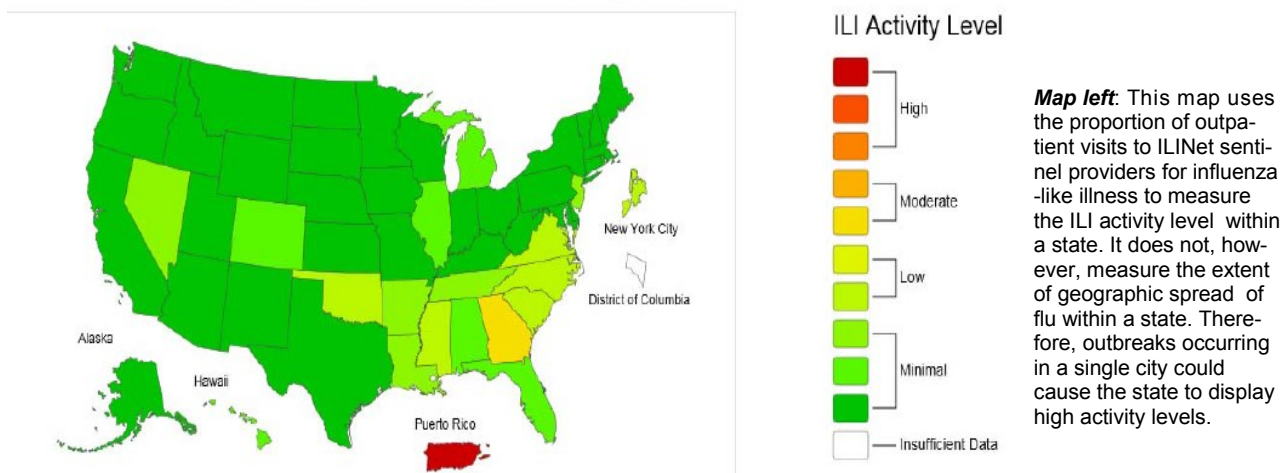 ILI Activity Level
High
Moderate
Low
Minimal
Insufficient Data
New York City
District of Columbia
Alaska
Hawaii
Puerto Rico
Map left: This map uses
the proportion of outpa-
tient visits to ILINet senti-
nel providers for influenza
-like illness to measure
the ILI activity level within
a state. It does not, how-
ever, measure the extent
of geographic spread of
flu within a state. There-
fore, outbreaks occurring
in a single city could
cause the state to display
high activity levels.